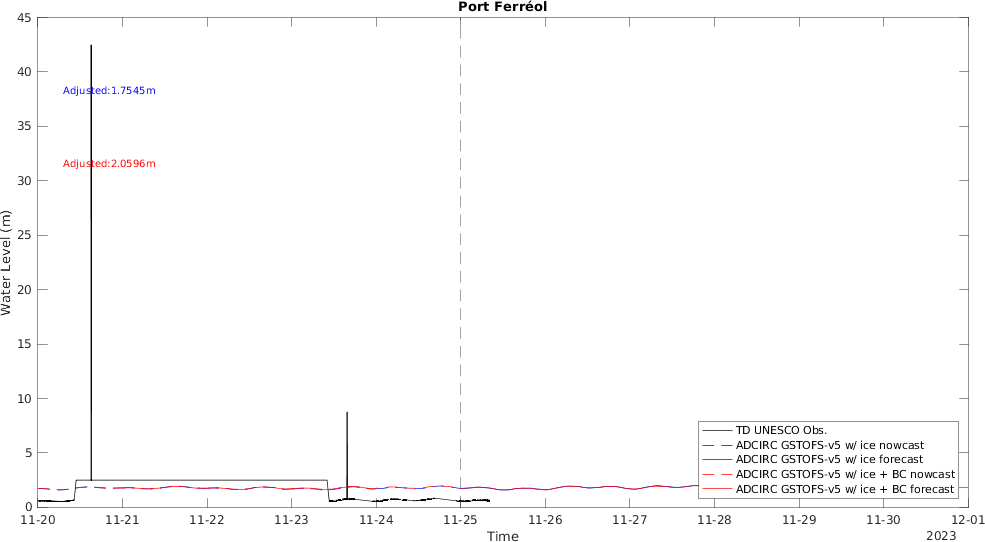 Port Ferréol
45
40
35
30
25
20
15
10
5
0
Water Level (m)
Adjusted:1.7545m
Adjusted:2.0596m
TD UNESCO Obs.
ADCIRC GSTOFS-v5 w/ ice nowcast
ADCIRC GSTOFS-v5 w/ ice forecast
ADCIRC GSTOFS-v5 w/ ice + BC nowcast
ADCIRC GSTOFS-v5 w/ ice + BC forecast
11-20 11-21 11-22 11-23 11-24 11-25 11-26 11-27 11-28 11-29 11-30 12-01
Time
2023